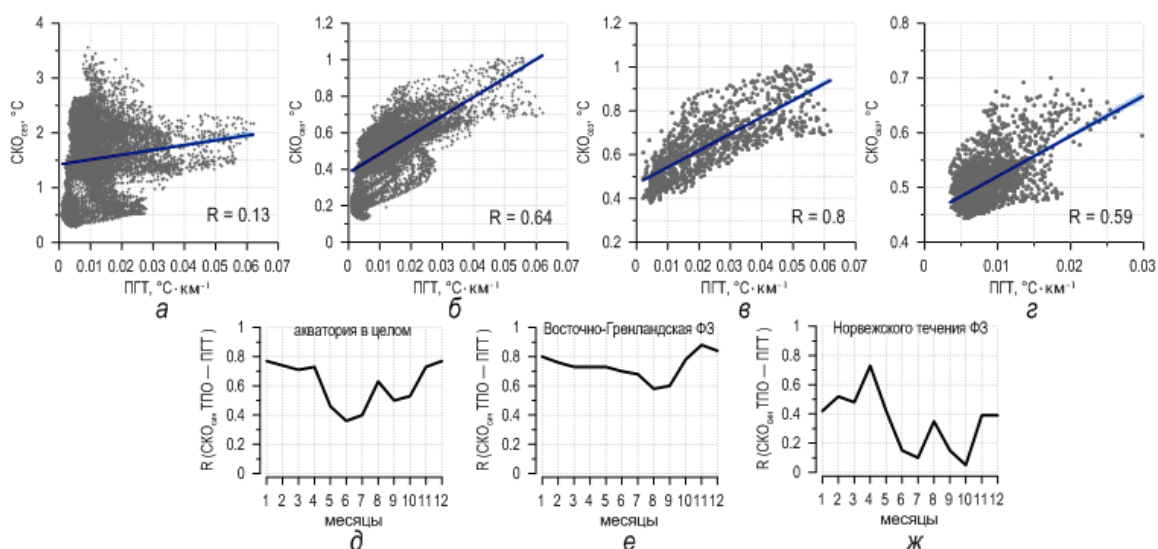 СКОсез, °С
4
3
2
1
0
R = 0.13
0 0.01 0.02 0.03 0.04 0.05 0.06 0.07
ПГТ, °С·км⁻¹
а
СКОсез, °С
1.2
1
0.8
0.6
0.4
0.2
0
R = 0.64
0 0.01 0.02 0.03 0.04 0.05 0.06 0.07
ПГТ, °С·км⁻¹
б
СКОсез, °С
1.2
1
0.8
0.6
0.4
0.2
R = 0.8
0 0.01 0.02 0.03 0.04 0.05 0.06 0.07
ПГТ, °С·км⁻¹
в
СКОсез, °С
0.8
0.7
0.6
0.5
0.4
R = 0.59
0 0.01 0.02 0.03
ПГТ, °С·км⁻¹
г
акватория в целом
R (СКОсин ТПО — ПГТ)
1
0.8
0.6
0.4
0.2
0
1 2 3 4 5 6 7 8 9 10 11 12
месяцы
д
Восточно-Гренландская ФЗ
R (СКОсин ТПО — ПГТ)
1
0.8
0.6
0.4
0.2
0
1 2 3 4 5 6 7 8 9 10 11 12
месяцы
е
Норвежского течения ФЗ
R (СКОсин ТПО — ПГТ)
1
0.8
0.6
0.4
0.2
0
1 2 3 4 5 6 7 8 9 10 11 12
месяцы
ж